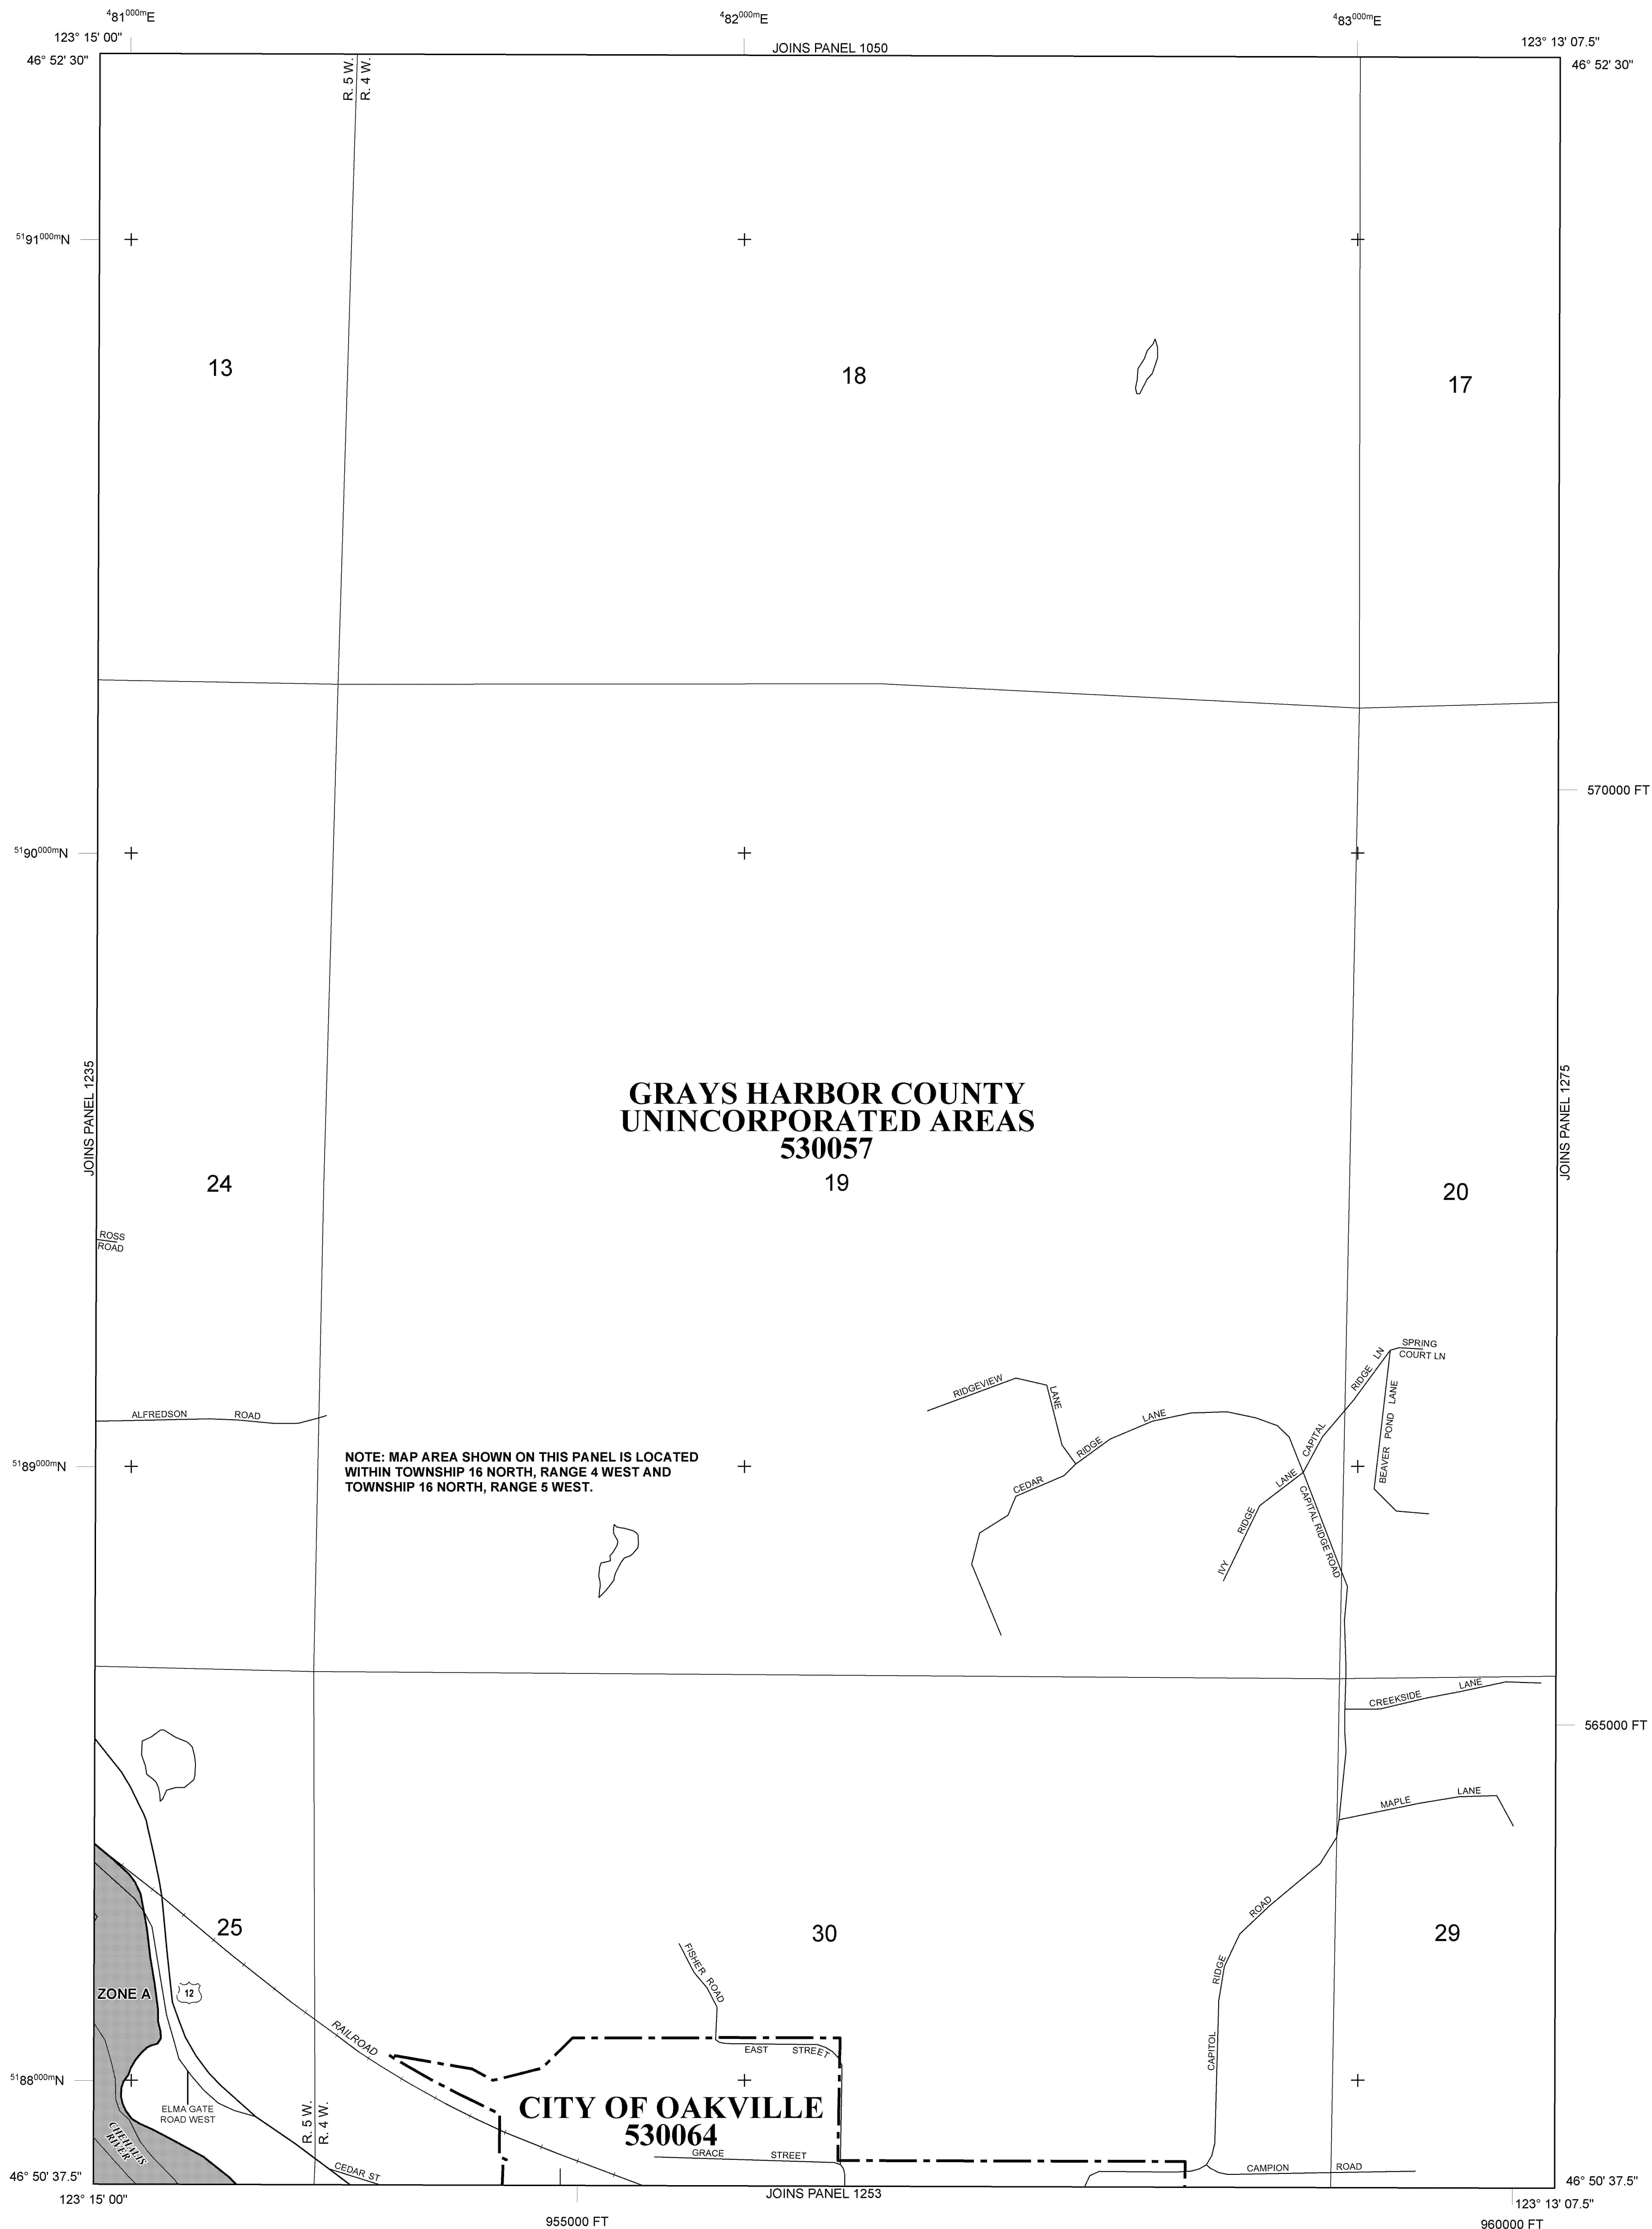 481000mE
482000mE
483000mE
123° 15' 00"
JOINS PANEL 1050
123° 13' 07.5"
46° 52' 30"
46° 52' 30"
R. 5 W.
R. 4 W.
5191000mN
13
18
17
570000 FT
5190000mN
JOINS PANEL 1235
JOINS PANEL 1275
GRAYS HARBOR COUNTY
UNINCORPORATED AREAS
530057
24
19
20
ROSS
ROAD
SPRING
COURT LN
CAPITAL RIDGE LN
BEAVER POND LANE
RIDGEVIEW LANE
ALFREDSON ROAD
CEDAR RIDGE LANE
5189000mN
NOTE: MAP AREA SHOWN ON THIS PANEL IS LOCATED
WITHIN TOWNSHIP 16 NORTH, RANGE 4 WEST AND
TOWNSHIP 16 NORTH, RANGE 5 WEST.
IVY RIDGE LANE
CAPITAL RIDGE ROAD
CREEKSIDE LANE
565000 FT
MAPLE LANE
25
30
29
CAPITOL RIDGE ROAD
FISHER ROAD
ZONE A
12
RAILROAD
EAST STREET
5188000mN
ELMA GATE
ROAD WEST
CITY OF OAKVILLE
530064
R. 5 W.
R. 4 W.
CHEHALIS
RIVER
GRACE STREET
CEDAR ST
CAMPION ROAD
46° 50' 37.5"
46° 50' 37.5"
123° 15' 00"
JOINS PANEL 1253
123° 13' 07.5"
955000 FT
960000 FT